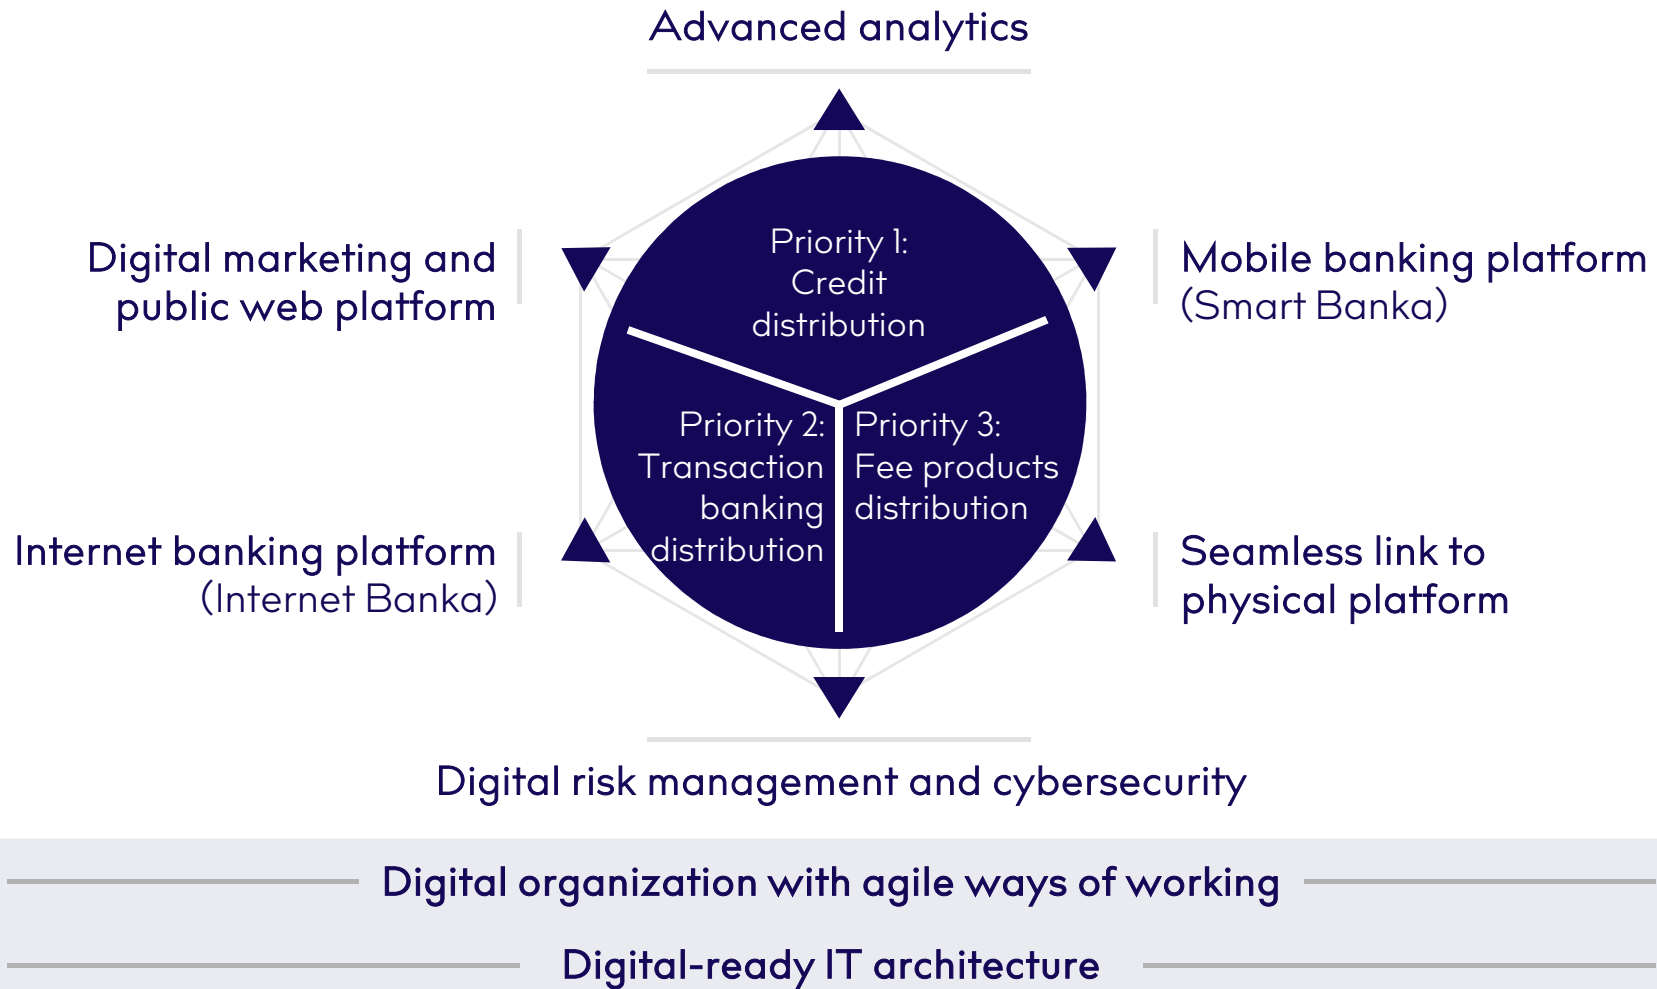 Advanced analytics
Digital marketing and
public web platform
Mobile banking platform
(Smart Banka)
Priority 1:
Credit
distribution
Priority 2:
Transaction
banking
distribution
Priority 3:
Fee products
distribution
Internet banking platform
(Internet Banka)
Seamless link to
physical platform
Digital risk management and cybersecurity
Digital organization with agile ways of working
Digital-ready IT architecture